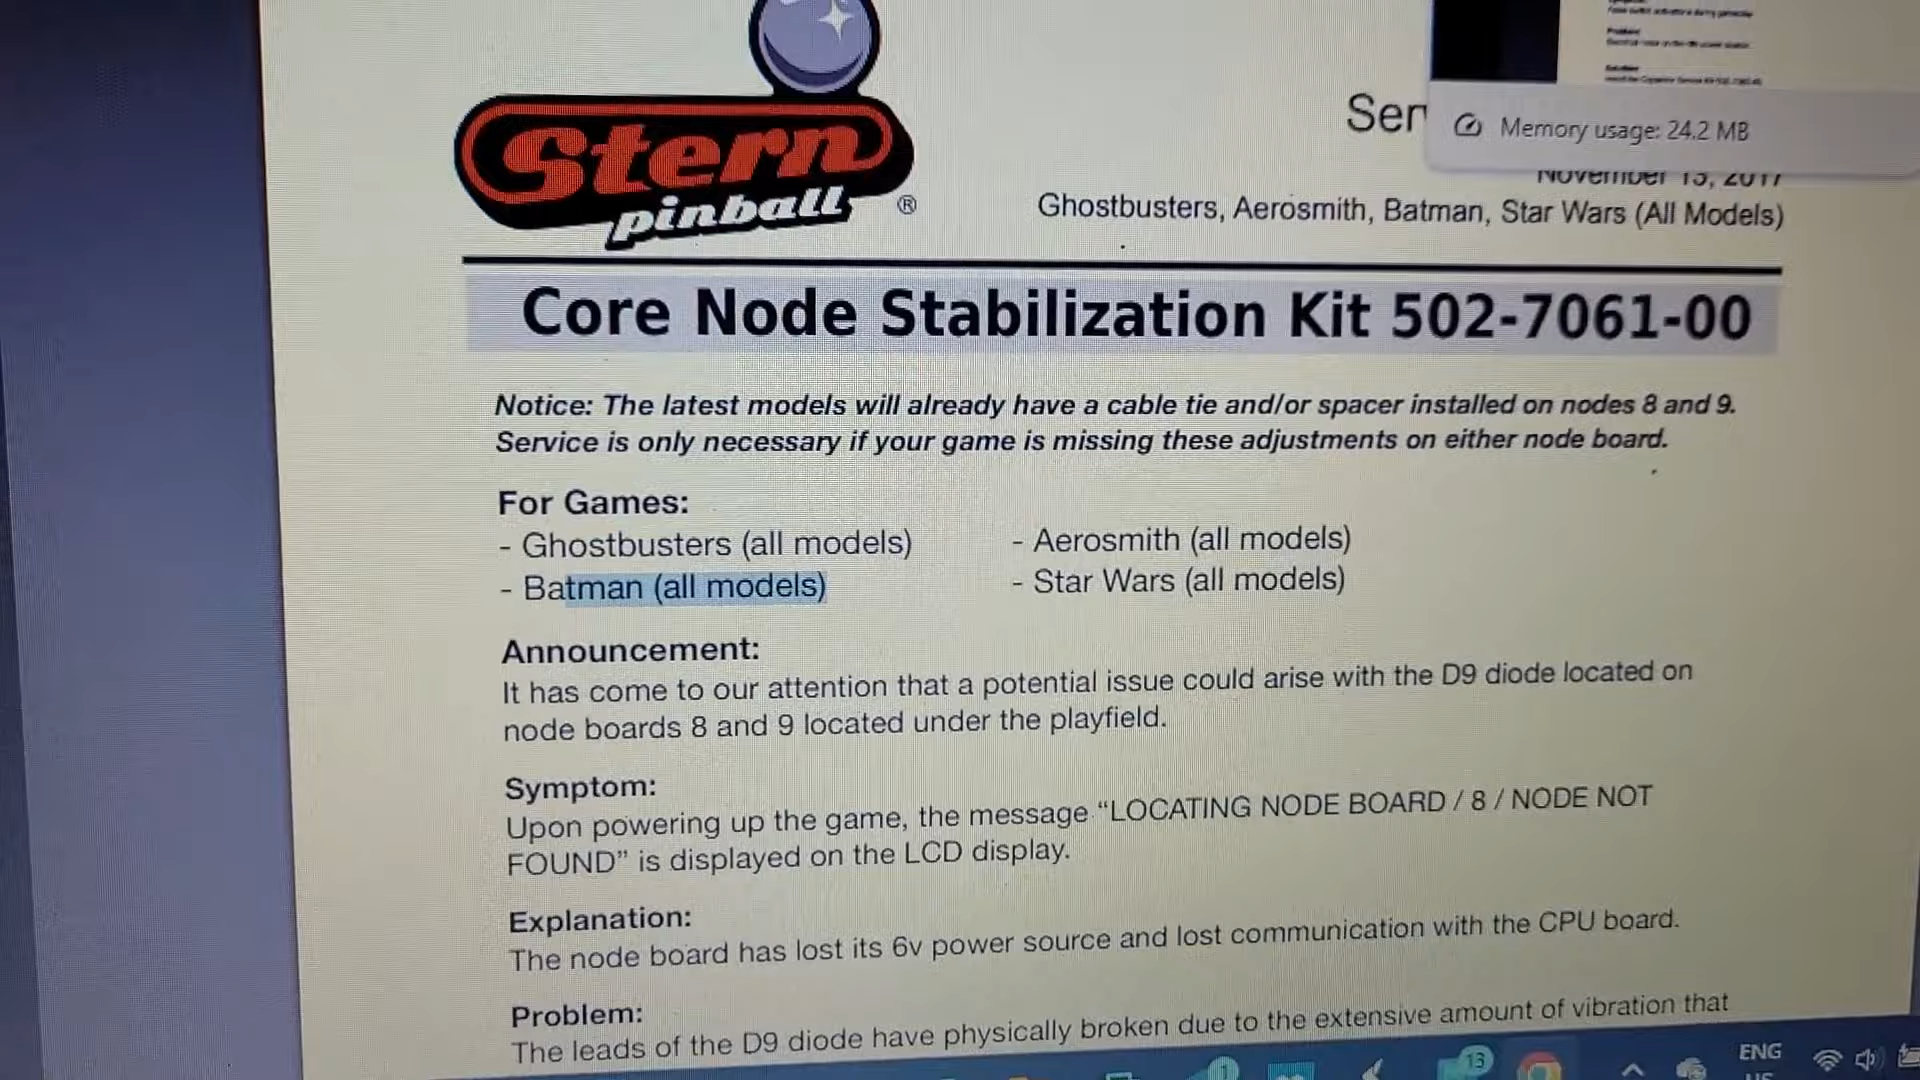 Stern
pinball ®
Ser
Memory usage: 24.2 MB
November 13, 2017
Ghostbusters, Aerosmith, Batman, Star Wars (All Models)
Core Node Stabilization Kit 502-7061-00
Notice: The latest models will already have a cable tie and/or spacer installed on nodes 8 and 9.
Service is only necessary if your game is missing these adjustments on either node board.
For Games:
- Ghostbusters (all models)
- Aerosmith (all models)
- Batman (all models)
- Star Wars (all models)
Announcement:
It has come to our attention that a potential issue could arise with the D9 diode located on
node boards 8 and 9 located under the playfield.
Symptom:
Upon powering up the game, the message “LOCATING NODE BOARD / 8 / NODE NOT
FOUND” is displayed on the LCD display.
Explanation:
The node board has lost its 6v power source and lost communication with the CPU board.
Problem:
The leads of the D9 diode have physically broken due to the extensive amount of vibration that
1
13
ENG
US